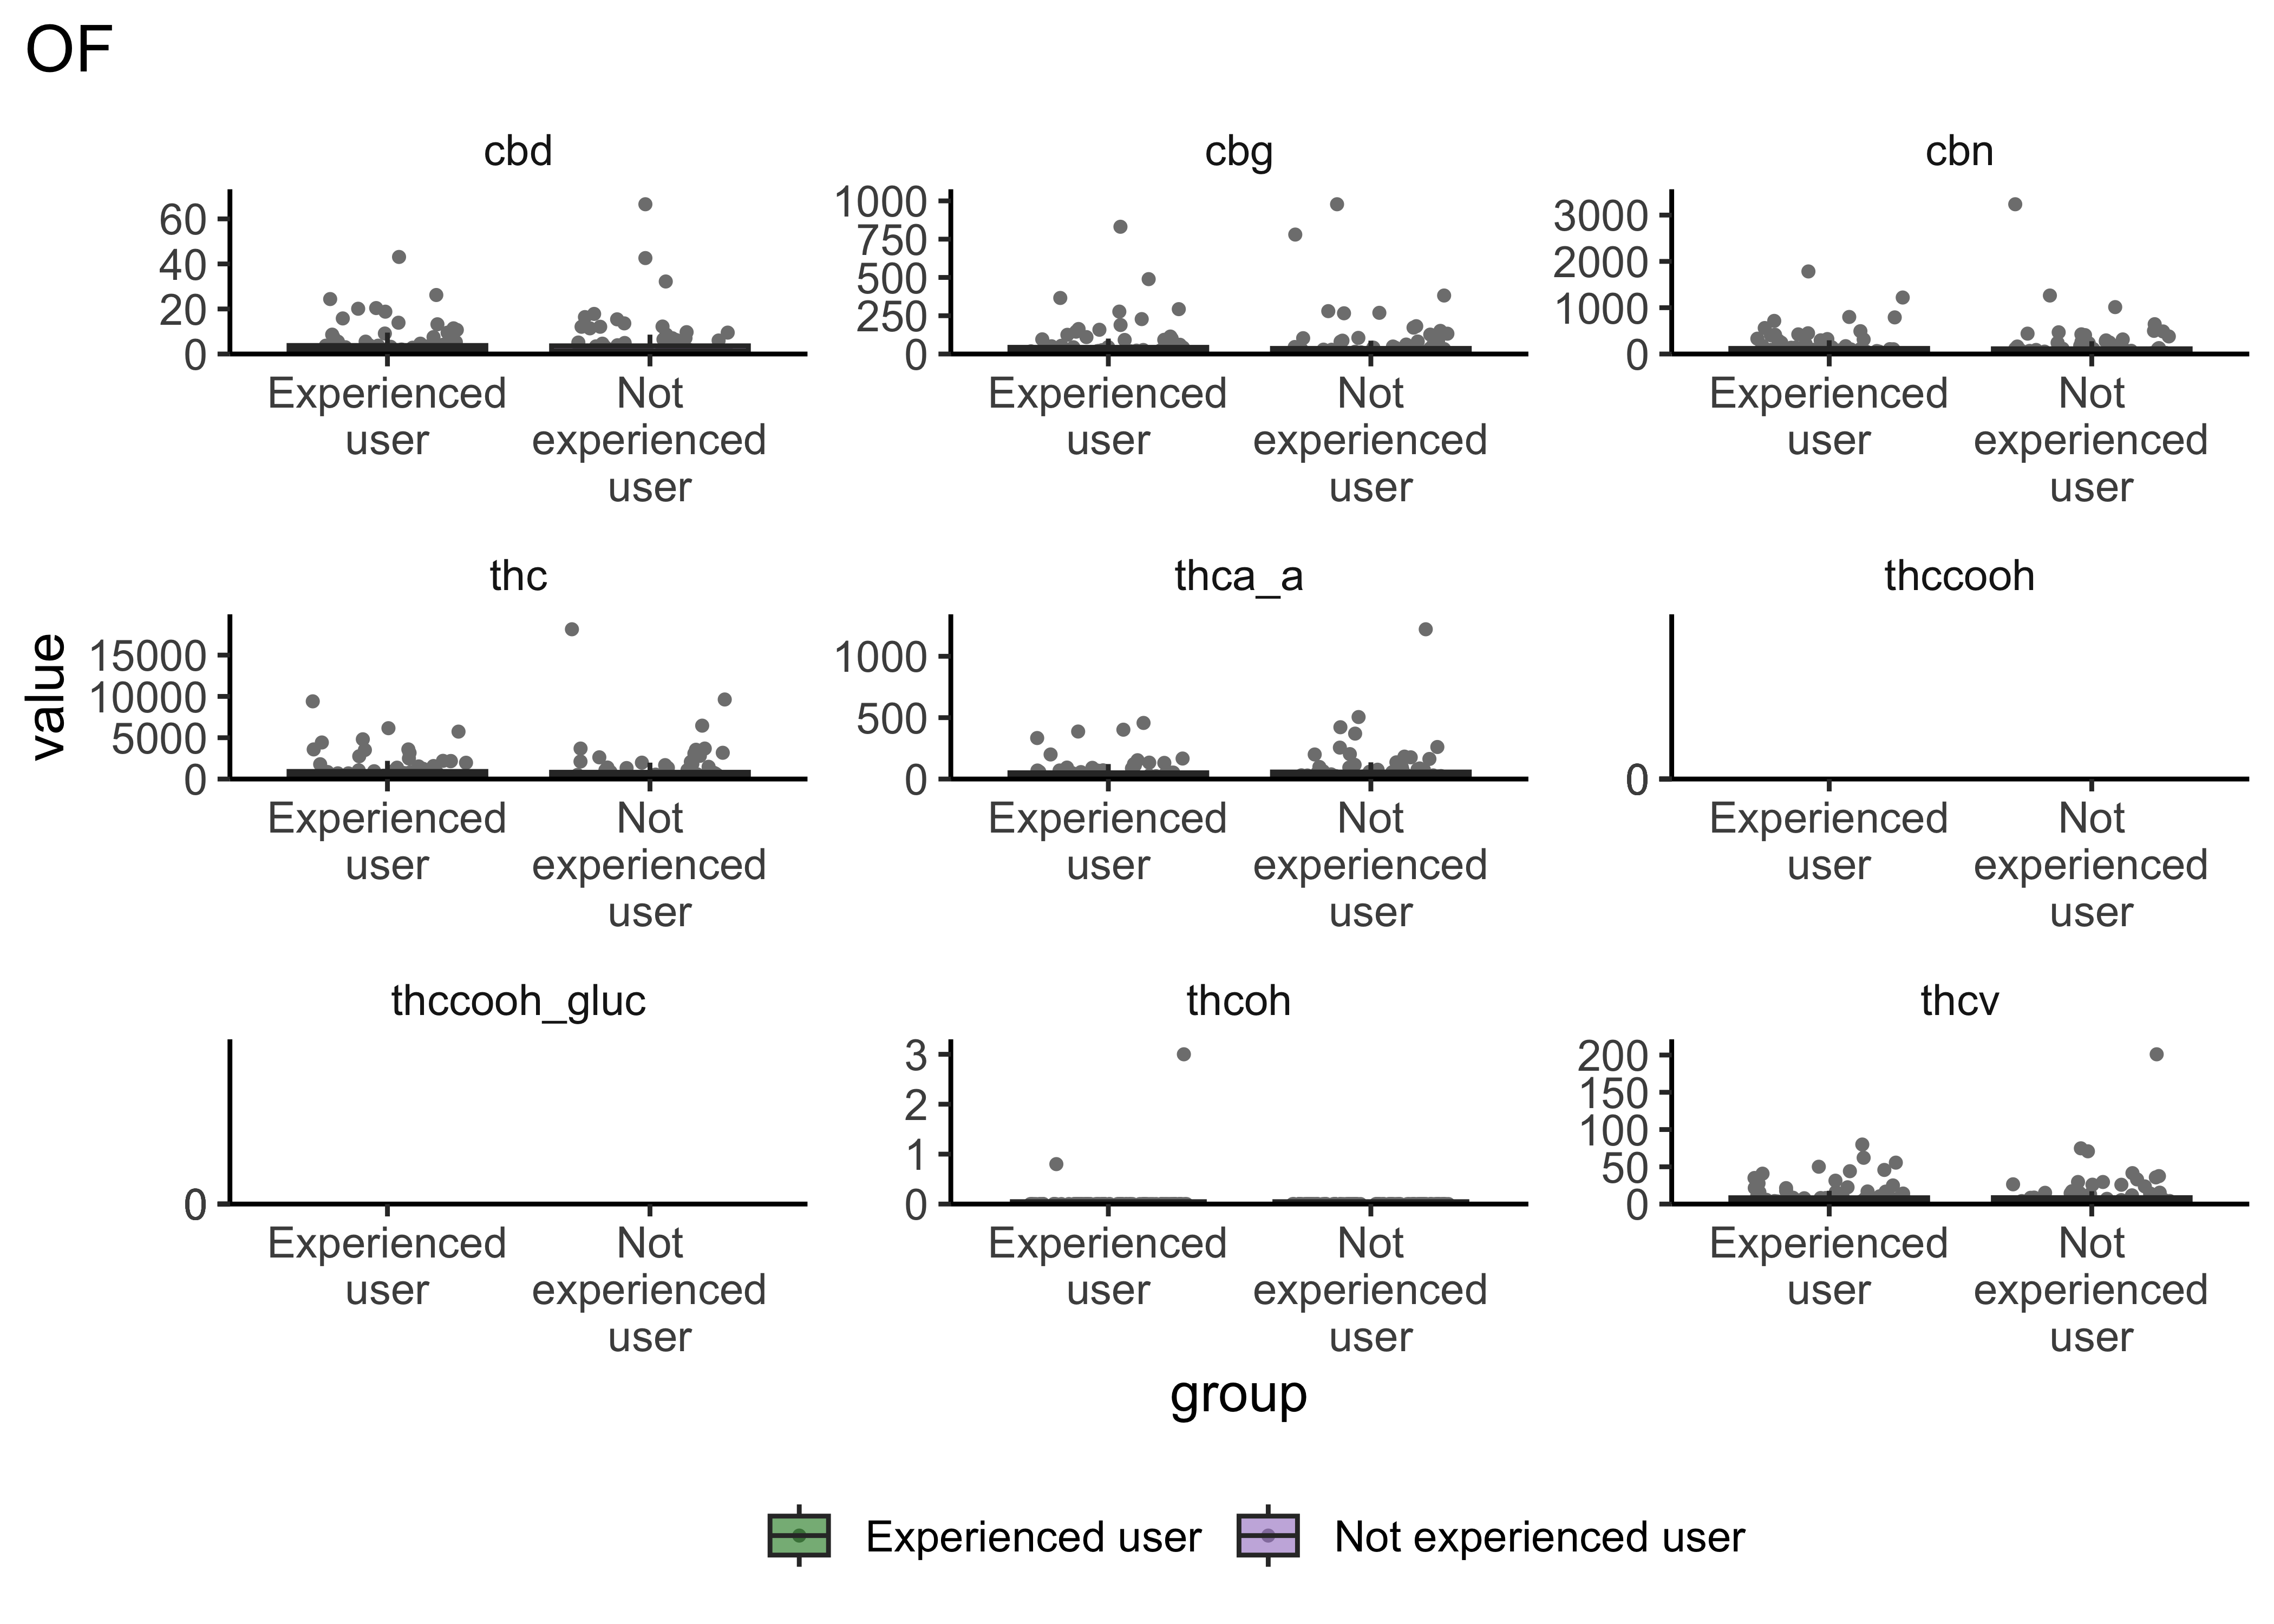 OF
cbd
cbg
cbn
60
40
20
0
1000
750
500
250
0
3000
2000
1000
0
Experienced
user
Not
experienced
user
Experienced
user
Not
experienced
user
Experienced
user
Not
experienced
user
value
thc
thca_a
thccooh
15000
10000
5000
0
1000
500
0
0
Experienced
user
Not
experienced
user
Experienced
user
Not
experienced
user
Experienced
user
Not
experienced
user
thccooh_gluc
thcoh
thcv
0
3
2
1
0
200
150
100
50
0
Experienced
user
Not
experienced
user
Experienced
user
Not
experienced
user
Experienced
user
Not
experienced
user
group
Experienced user
Not experienced user